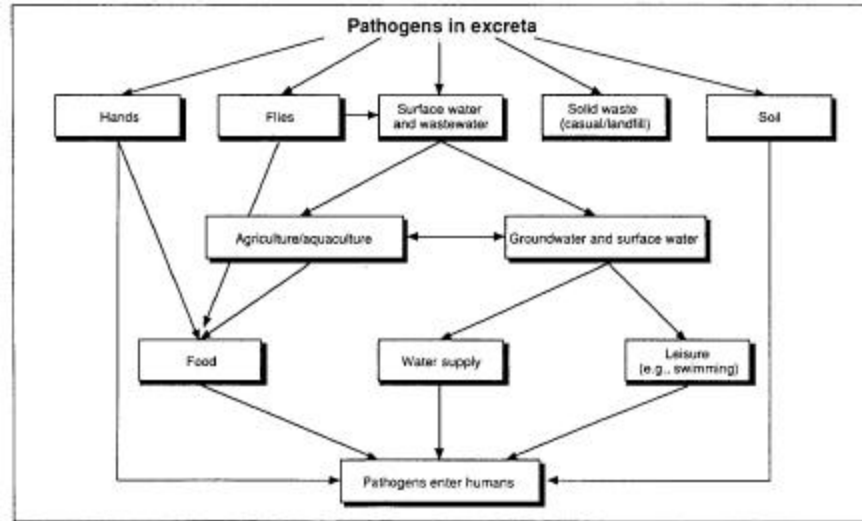 Pathogens in excreta
Hands
Flies
Surface water
and wastewater
Solid waste
(casual/landfill)
Soil
Agriculture/aquaculture
Groundwater and surface water
Food
Water supply
Leisure
(e.g., swimming)
Pathogens enter humans